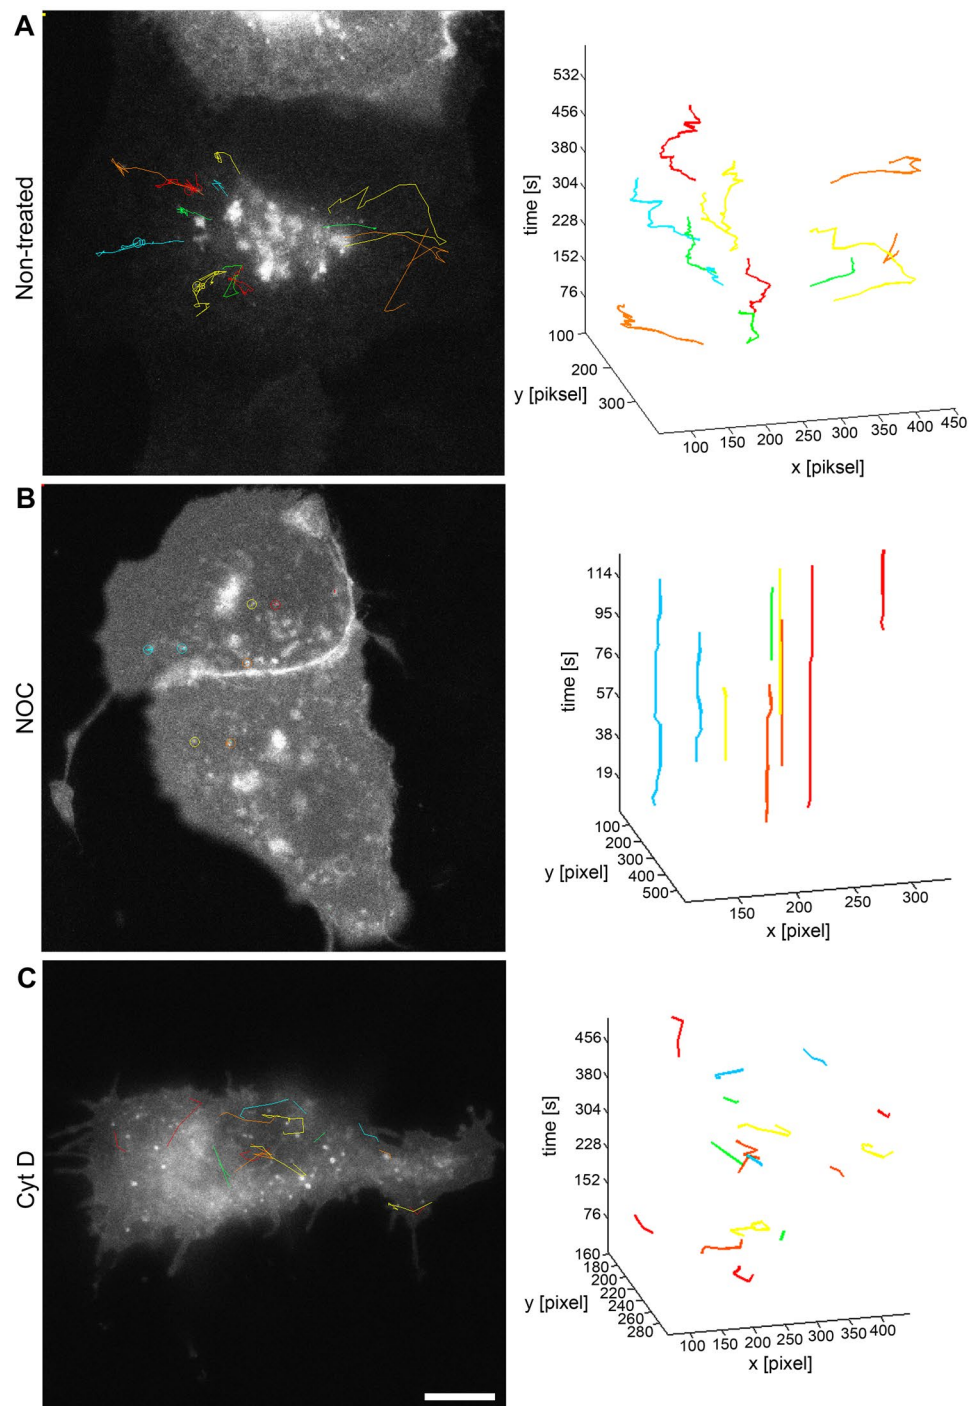 A
Non-treated
532
456
380
304
228
152
76
100
200
300
time [s]
y [piksel]
100 150 200 250 300 350 400 450
x [piksel]
B
NOC
114
95
76
57
38
19
time [s]
100
200
300
400
500
y [pixel]
150 200 250 300
x [pixel]
C
Cyt D
456
380
304
228
152
76
time [s]
160
180
200
220
240
260
280
y [pixel]
100 150 200 250 300 350 400
x [pixel]